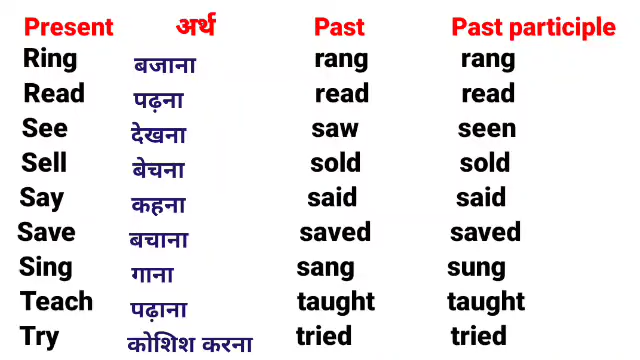 Present अर्थ Past Past participle
Ring बजाना rang rang
Read पढ़ना read read
See देखना saw seen
Sell बेचना sold sold
Say कहना said said
Save बचाना saved saved
Sing गाना sang sung
Teach पढ़ाना taught taught
Try कोशिश करना tried tried